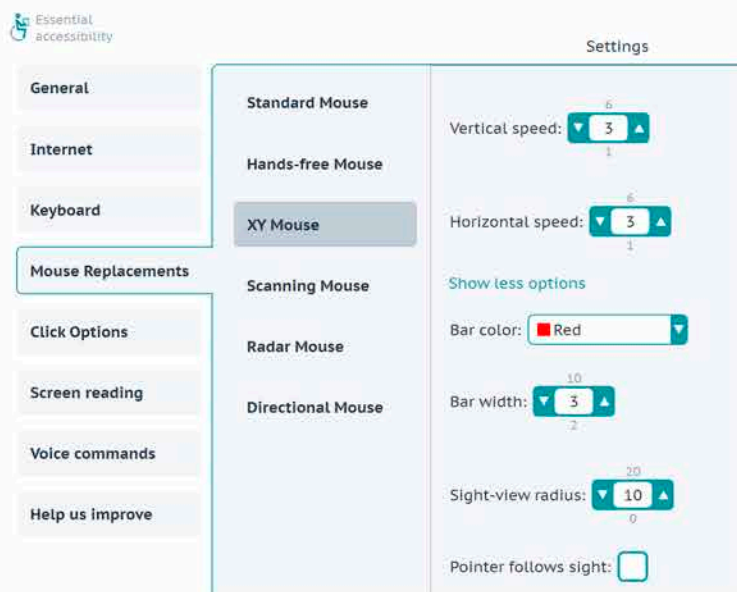 Essential
accessibility
Settings
General
Internet
Keyboard
Mouse Replacements
Click Options
Screen reading
Voice commands
Help us improve
Standard Mouse
Hands-free Mouse
XY Mouse
Scanning Mouse
Radar Mouse
Directional Mouse
6
Vertical speed: 3
1
6
Horizontal speed: 3
1
Show less options
Bar color: Red
10
Bar width: 3
2
20
Sight-view radius: 10
0
Pointer follows sight: